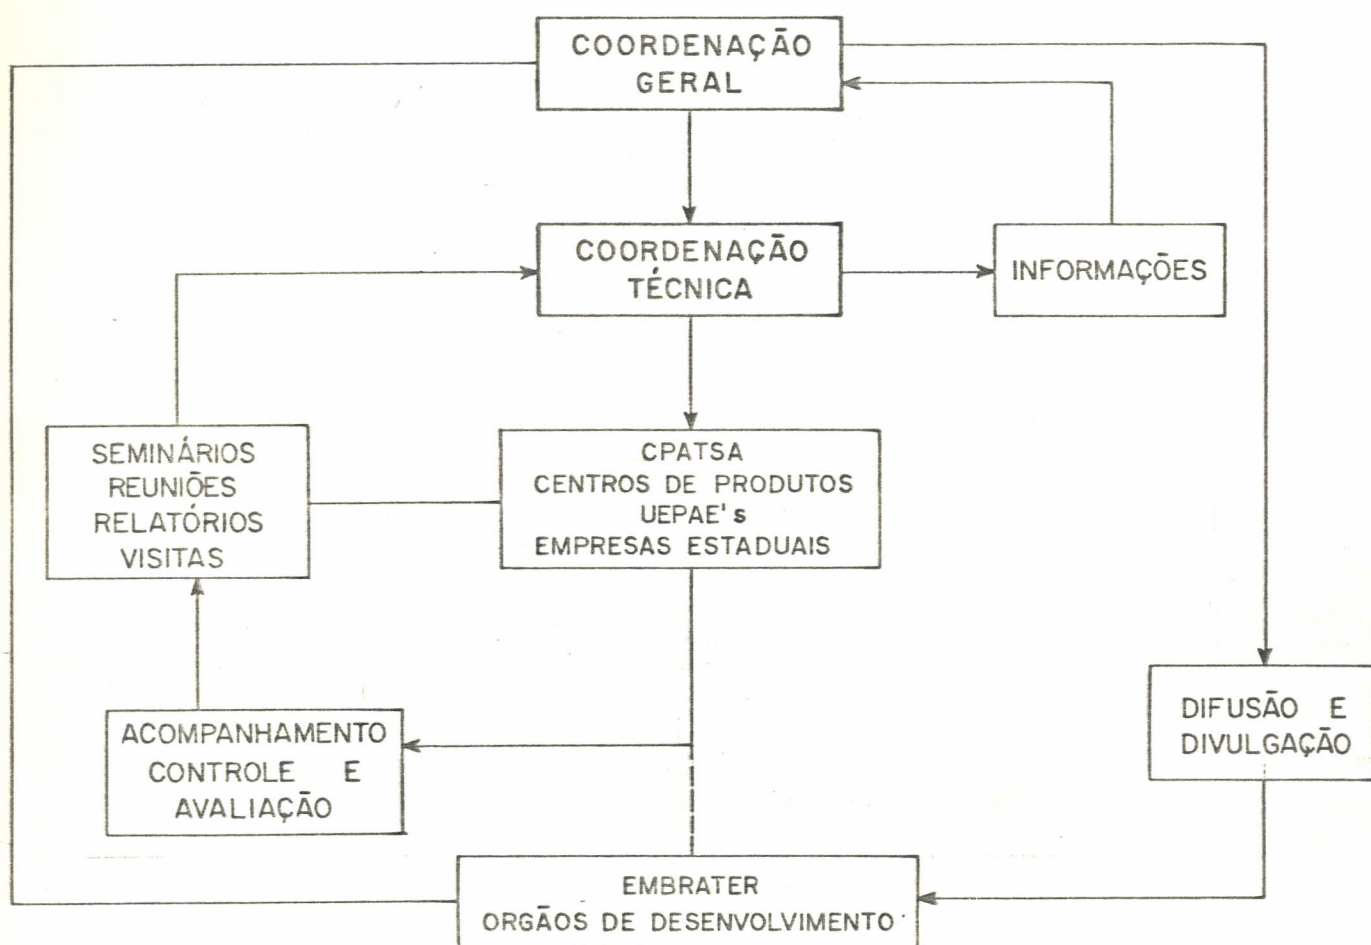 COORDENAÇÃO
GERAL
COORDENAÇÃO
TÉCNICA
INFORMAÇÕES
SEMINÁRIOS
REUNIÕES
RELATÓRIOS
VISITAS
CPATSA
CENTROS DE PRODUTOS
UEPAE's
EMPRESAS ESTADUAIS
ACOMPANHAMENTO
CONTROLE E
AVALIAÇÃO
DIFUSÃO E
DIVULGAÇÃO
EMBRATER
ORGÃOS DE DESENVOLVIMENTO